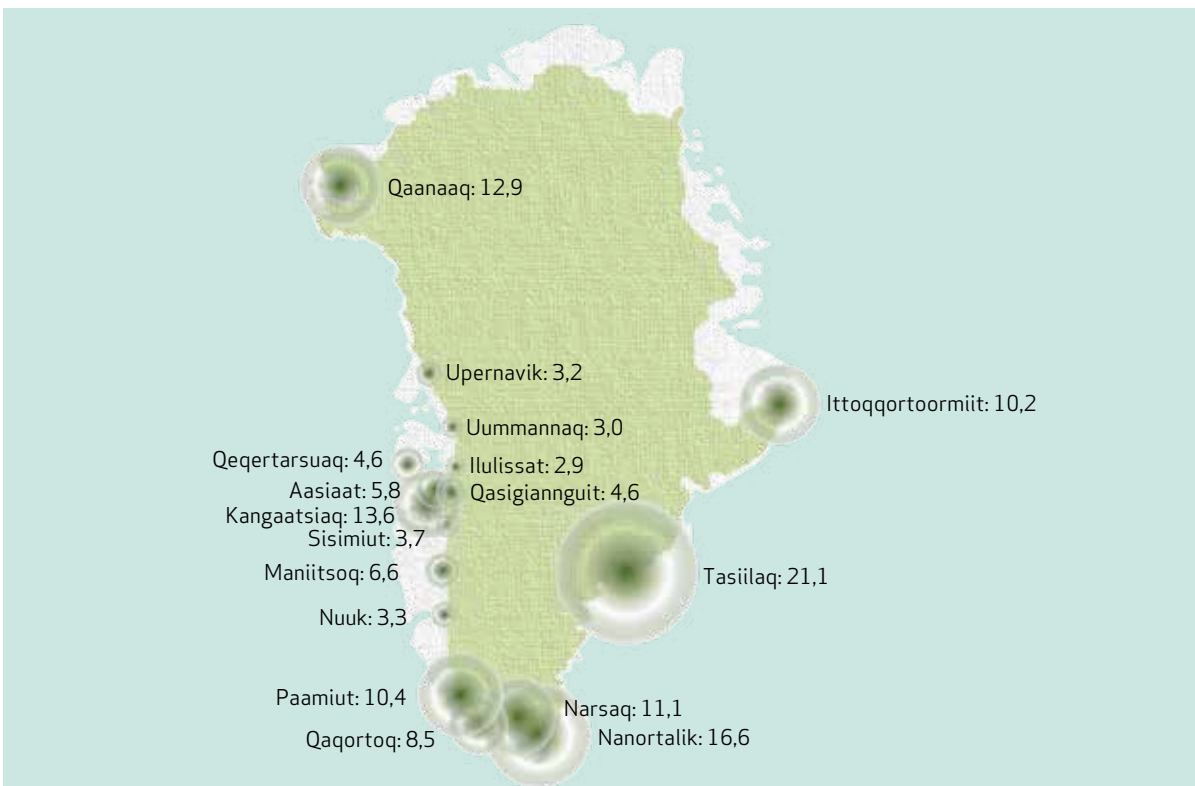 Qaanaaq: 12,9
Upernavik: 3,2
Ittoqqortoormiit: 10,2
Uummannaq: 3,0
Qeqertarsuaq: 4,6
Ilulissat: 2,9
Aasiaat: 5,8
Qasigiannguit: 4,6
Kangaatsiaq: 13,6
Sisimiut: 3,7
Maniitsoq: 6,6
Tasiilaq: 21,1
Nuuk: 3,3
Paamiut: 10,4
Narsaq: 11,1
Qaqortoq: 8,5
Nanortalik: 16,6